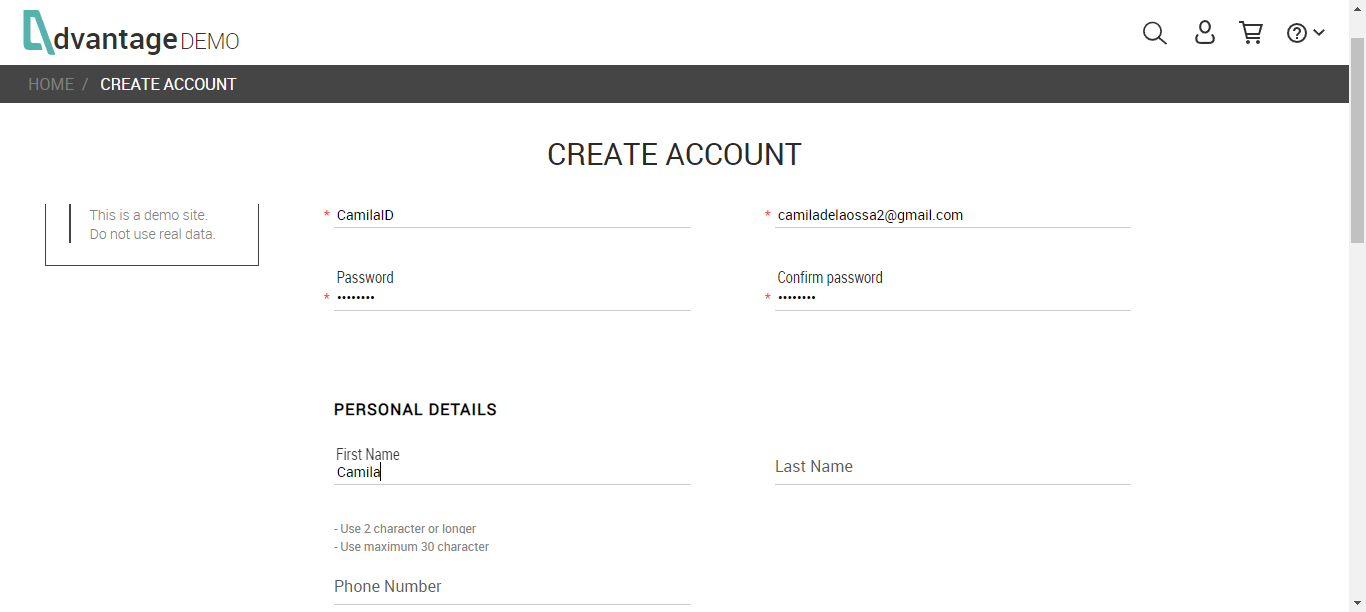 dvantage DEMO
HOME / CREATE ACCOUNT
CREATE ACCOUNT
This is a demo site.
Do not use real data.
* CamilaID
* camiladelaossa2@gmail.com
Password
* ••••••••
Confirm password
* ••••••••
PERSONAL DETAILS
First Name
Camila
Last Name
- Use 2 character or longer
- Use maximum 30 character
Phone Number